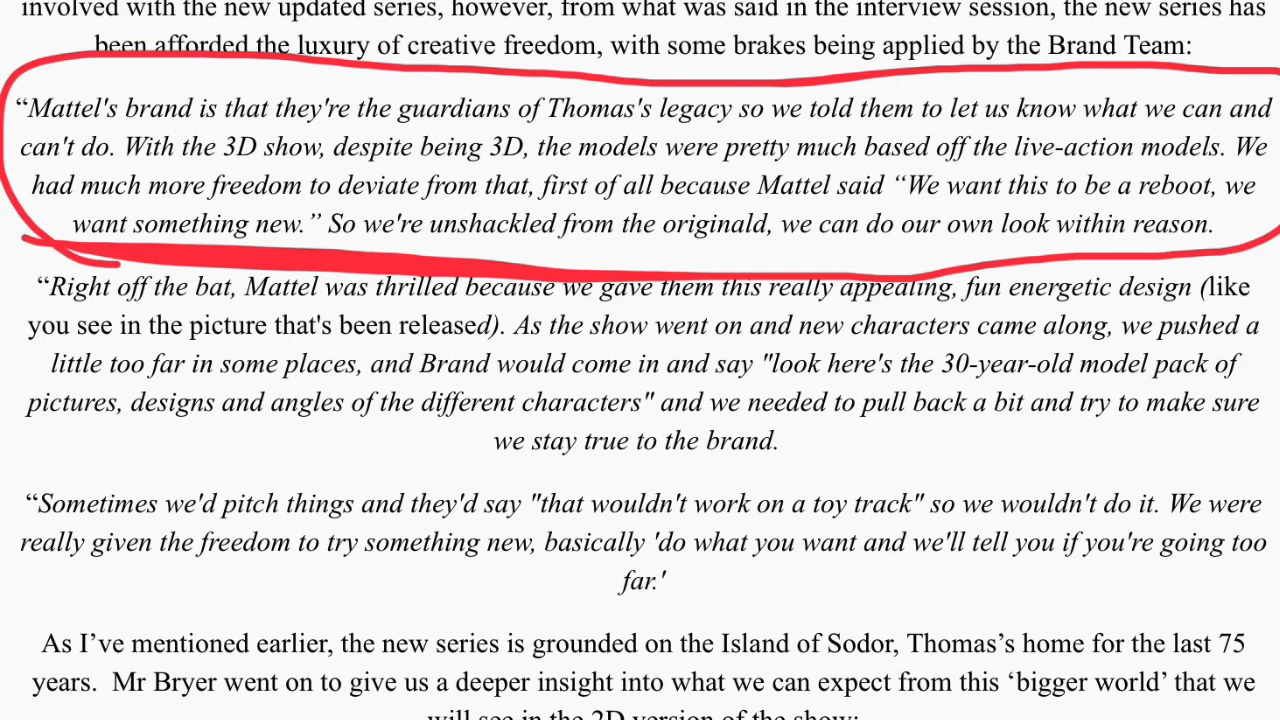 involved with the new updated series, however, from what was said in the interview session, the new series has
been afforded the luxury of creative freedom, with some brakes being applied by the Brand Team:
“Mattel's brand is that they're the guardians of Thomas's legacy so we told them to let us know what we can and
can't do. With the 3D show, despite being 3D, the models were pretty much based off the live-action models. We
had much more freedom to deviate from that, first of all because Mattel said “We want this to be a reboot, we
want something new.” So we're unshackled from the originald, we can do our own look within reason.
“Right off the bat, Mattel was thrilled because we gave them this really appealing, fun energetic design (like
you see in the picture that's been released). As the show went on and new characters came along, we pushed a
little too far in some places, and Brand would come in and say "look here's the 30-year-old model pack of
pictures, designs and angles of the different characters" and we needed to pull back a bit and try to make sure
we stay true to the brand.
“Sometimes we'd pitch things and they'd say "that wouldn't work on a toy track" so we wouldn't do it. We were
really given the freedom to try something new, basically 'do what you want and we'll tell you if you're going too
far.'
As I’ve mentioned earlier, the new series is grounded on the Island of Sodor, Thomas’s home for the last 75
years.  Mr Bryer went on to give us a deeper insight into what we can expect from this ‘bigger world’ that we
will see in the 2D version of the show: